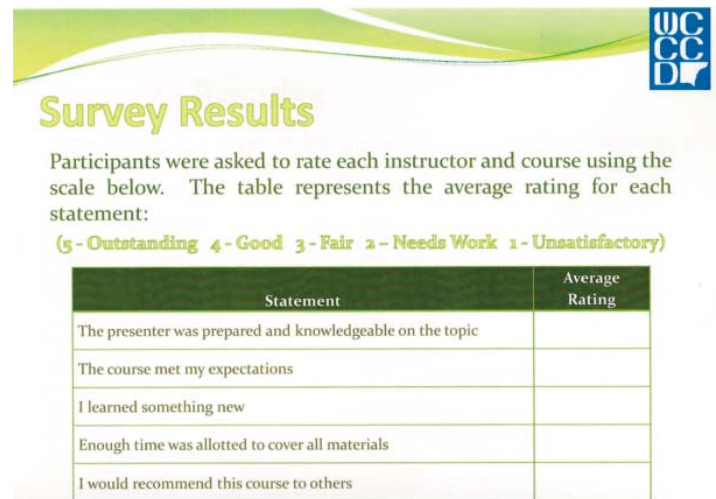 WC
CC
D
Survey Results
Participants were asked to rate each instructor and course using the
scale below. The table represents the average rating for each
statement:
(5 - Outstanding 4 - Good 3 - Fair 2 – Needs Work 1 - Unsatisfactory)
Statement
Average
Rating
The presenter was prepared and knowledgeable on the topic
The course met my expectations
I learned something new
Enough time was allotted to cover all materials
I would recommend this course to others